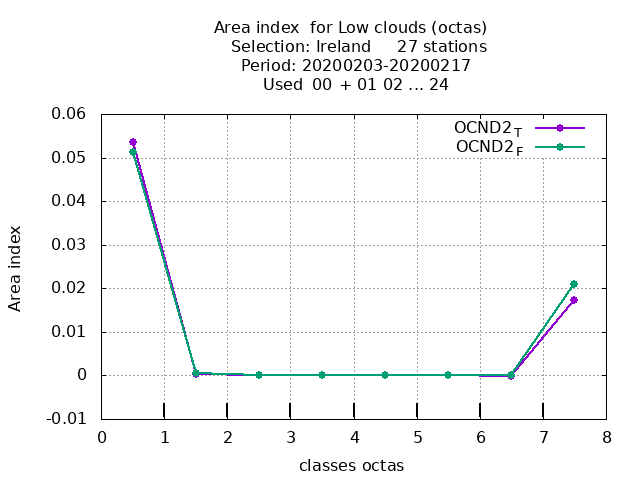 Area index  for Low clouds (octas)
Selection: Ireland     27 stations
Period: 20200203-20200217
Used  00 + 01 02 ... 24
OCND2T
OCND2F
0.06
0.05
0.04
0.03
0.02
0.01
0
-0.01
Area index
0 1 2 3 4 5 6 7 8
classes octas